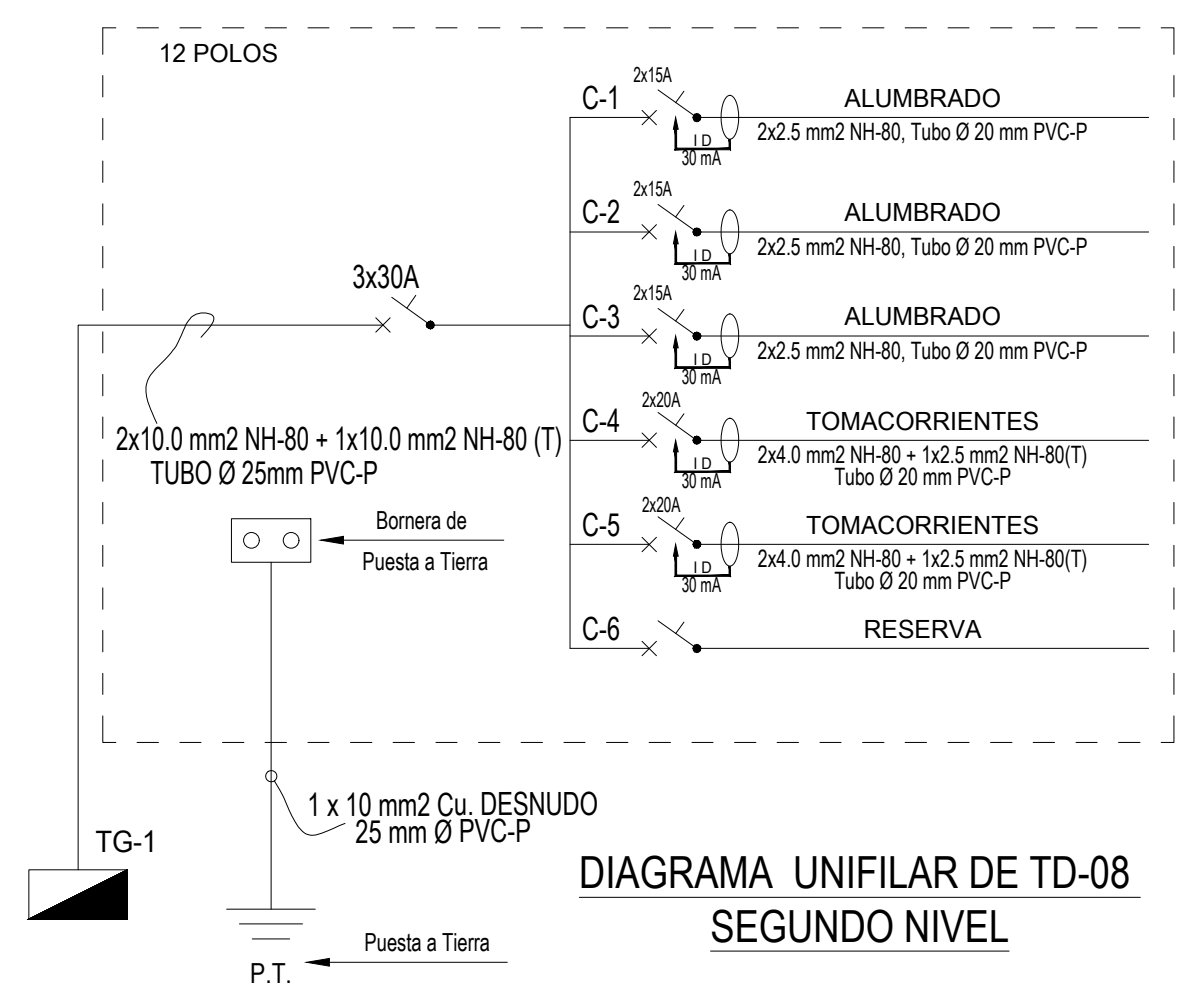 12 POLOS
2x15A
C-1
ALUMBRADO
2x2.5 mm2 NH-80, Tubo Ø 20 mm PVC-P
I D
30 mA
2x15A
C-2
ALUMBRADO
2x2.5 mm2 NH-80, Tubo Ø 20 mm PVC-P
I D
30 mA
3x30A
2x15A
C-3
ALUMBRADO
2x2.5 mm2 NH-80, Tubo Ø 20 mm PVC-P
I D
30 mA
2x20A
C-4
TOMACORRIENTES
2x4.0 mm2 NH-80 + 1x2.5 mm2 NH-80(T)
Tubo Ø 20 mm PVC-P
I D
30 mA
2x10.0 mm2 NH-80 + 1x10.0 mm2 NH-80 (T)
TUBO Ø 25mm PVC-P
2x20A
C-5
TOMACORRIENTES
2x4.0 mm2 NH-80 + 1x2.5 mm2 NH-80(T)
Tubo Ø 20 mm PVC-P
I D
30 mA
Bornera de
Puesta a Tierra
C-6
RESERVA
1 x 10 mm2 Cu. DESNUDO
25 mm Ø PVC-P
TG-1
DIAGRAMA UNIFILAR DE TD-08
SEGUNDO NIVEL
Puesta a Tierra
P.T.